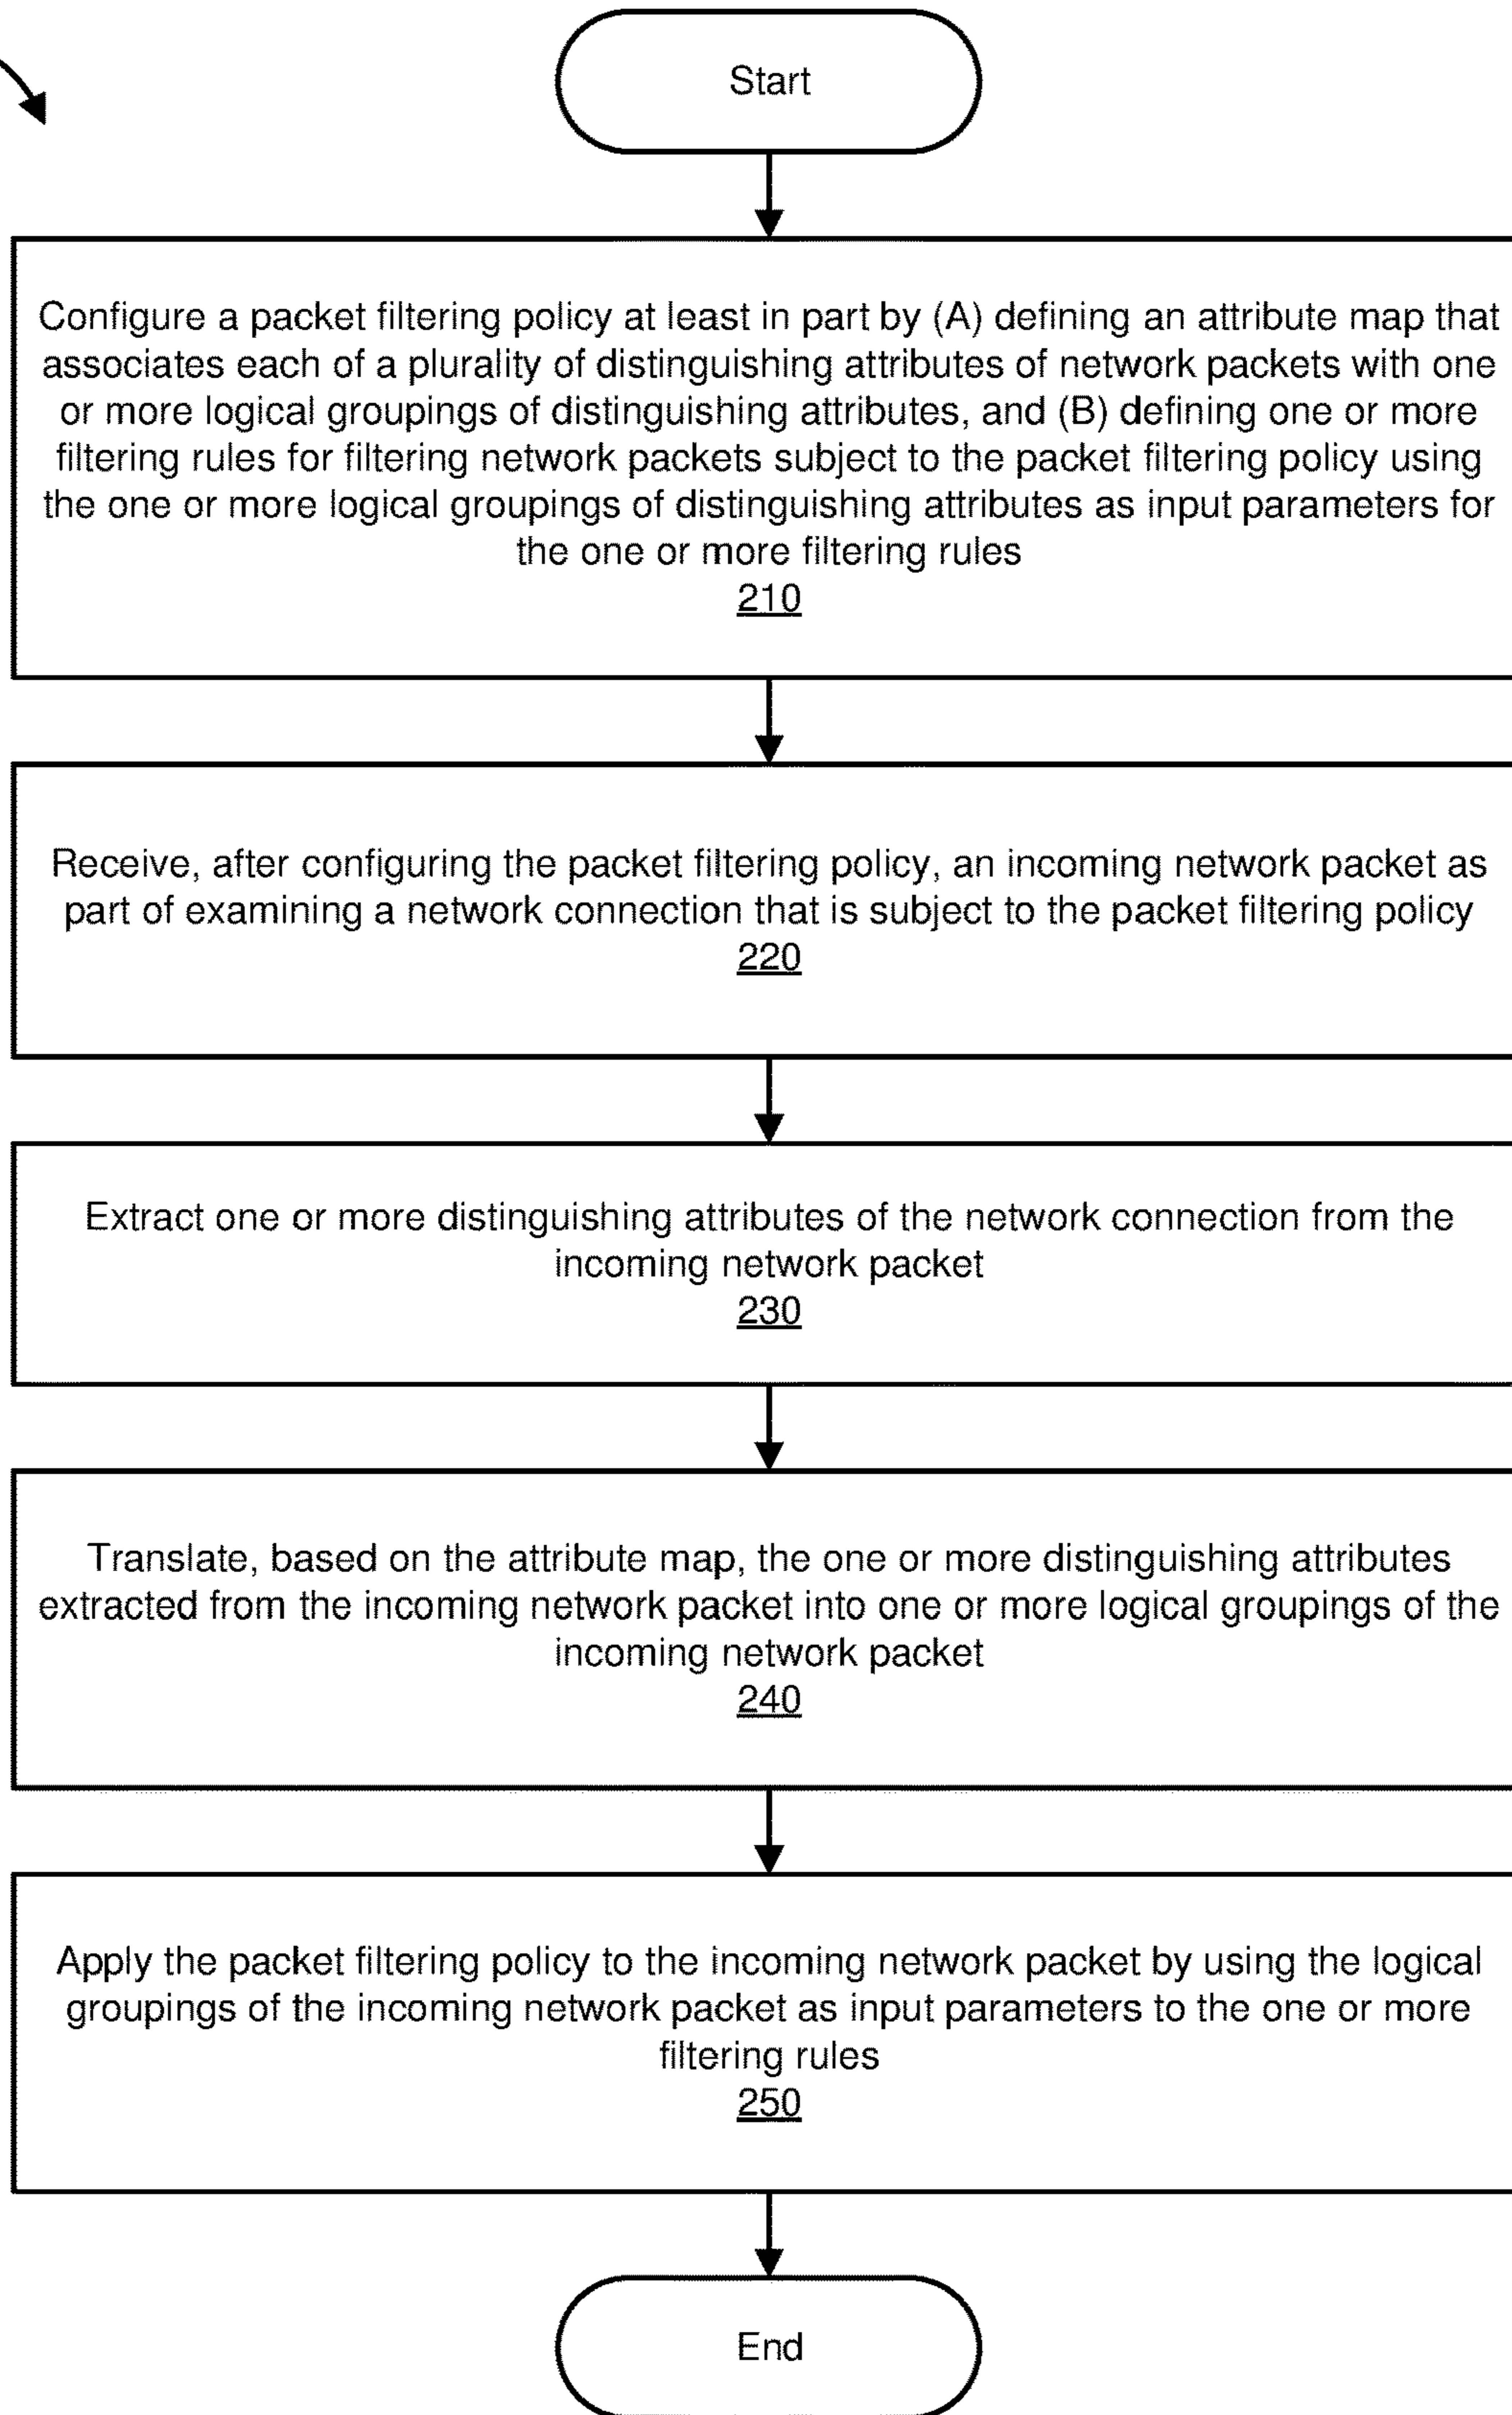 Start
Configure a packet filtering policy at least in part by (A) defining an attribute map that
associates each of a plurality of distinguishing attributes of network packets with one
or more logical groupings of distinguishing attributes, and (B) defining one or more
filtering rules for filtering network packets subject to the packet filtering policy using
the one or more logical groupings of distinguishing attributes as input parameters for
the one or more filtering rules
210
Receive, after configuring the packet filtering policy, an incoming network packet as
part of examining a network connection that is subject to the packet filtering policy
220
Extract one or more distinguishing attributes of the network connection from the
incoming network packet
230
Translate, based on the attribute map, the one or more distinguishing attributes
extracted from the incoming network packet into one or more logical groupings of the
incoming network packet
240
Apply the packet filtering policy to the incoming network packet by using the logical
groupings of the incoming network packet as input parameters to the one or more
filtering rules
250
End